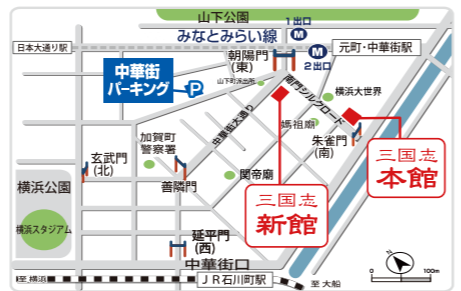 山下公園
1出口
みなとみらい線
M
日本大通り駅
元町・中華街駅
M
2出口
朝陽門
(東)
中華街
パーキング
P
山下町派出所
南門シルクロード
横浜大世界
中華街大通り
媽祖廟
朱雀門
(南)
加賀町
警察署
玄武門
(北)
善隣門
関帝廟
三国志
新館
三国志
本館
横浜公園
横浜スタジアム
延平門
(西)
中華街口
至 横浜
JR石川町駅
至 大船
N
0
100m